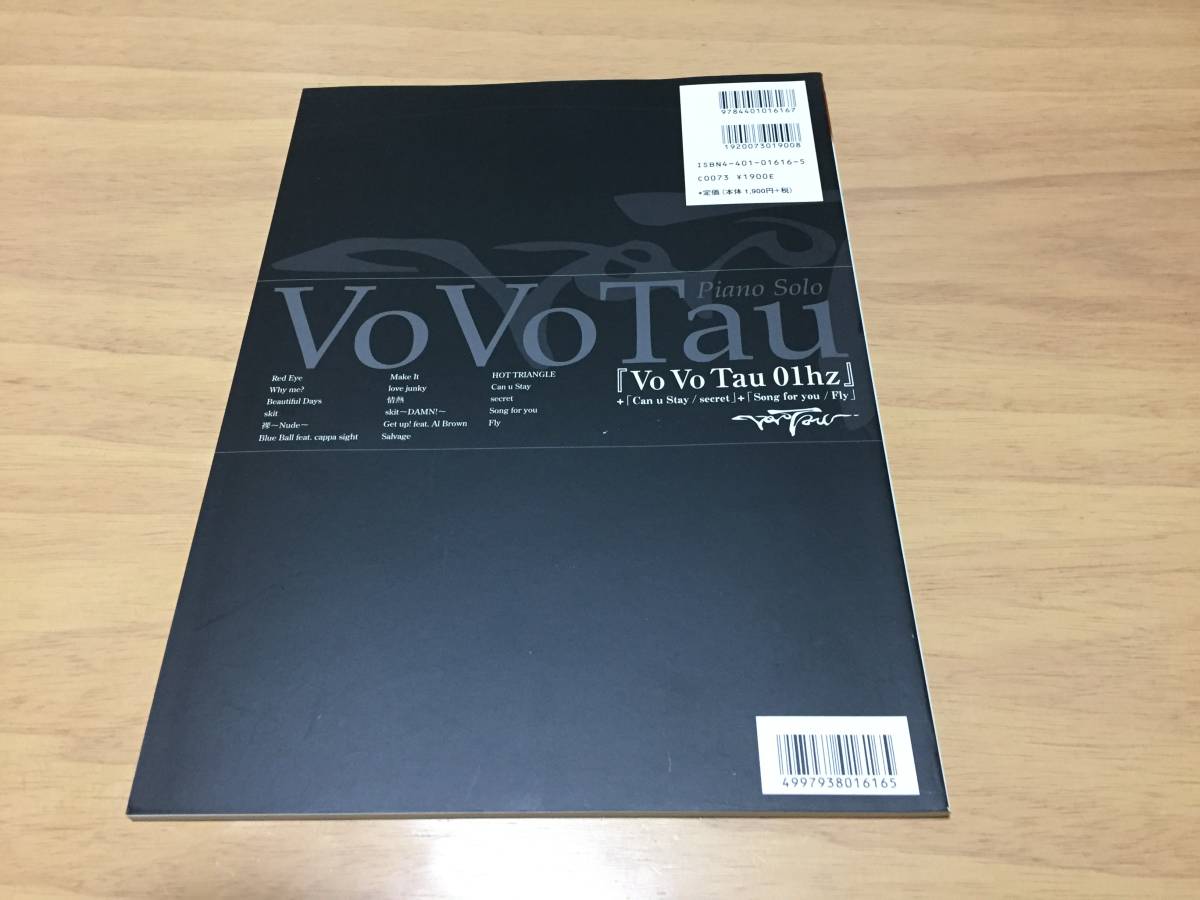 9784401016167
1920073019008
ISBN4-401-01616-5
C0073 ¥1900E
*定価(本体1,900円+税)
Piano Solo
Vo Vo Tau
Red Eye
Why me?
Beautiful Days
skit
裸〜Nude〜
Blue Ball feat. cappa sight
Make It
love junky
情熱
skit〜DAMN!〜
Get up! feat. Al Brown
Salvage
HOT TRIANGLE
Can u Stay
secret
Song for you
Fly
『Vo Vo Tau 01hz』
+「Can u Stay / secret」+「Song for you / Fly」
VoVoTau
4997938016165